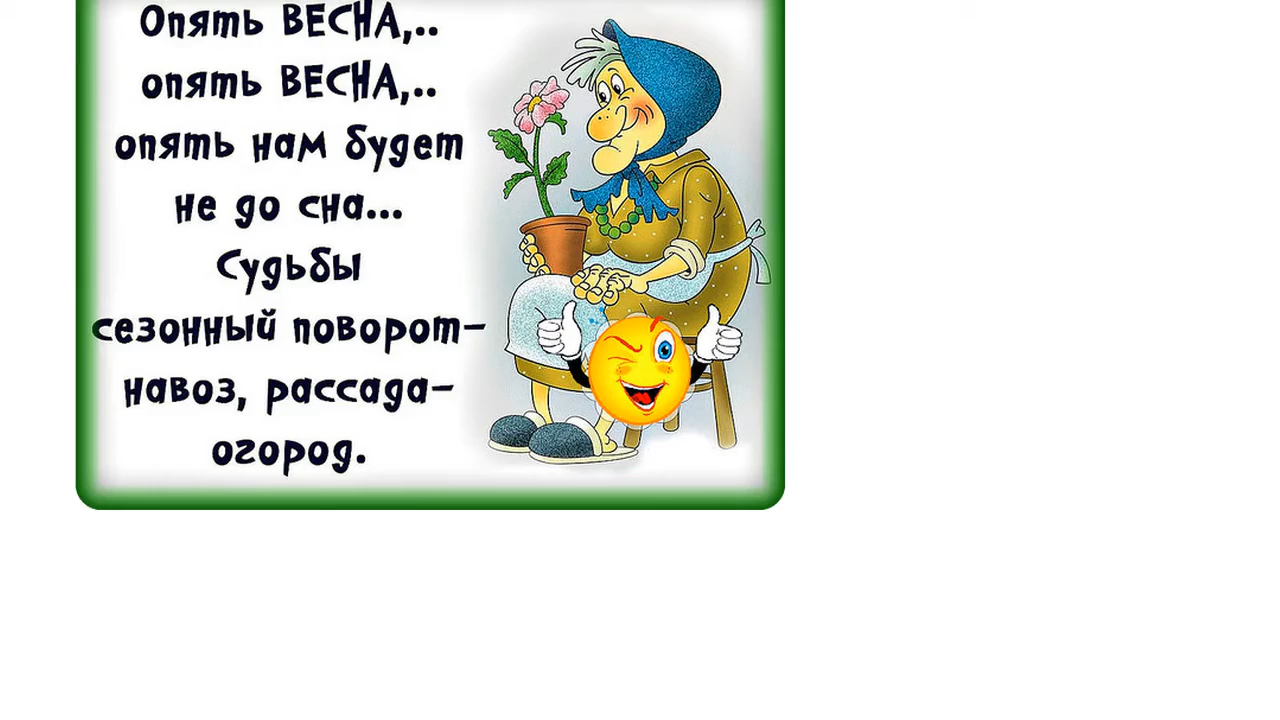 Опять ВЕСНА,..
опять ВЕСНА,..
опять нам будет
не до сна...
Судьбы
сезонный поворот-
навоз, рассада-
огород.